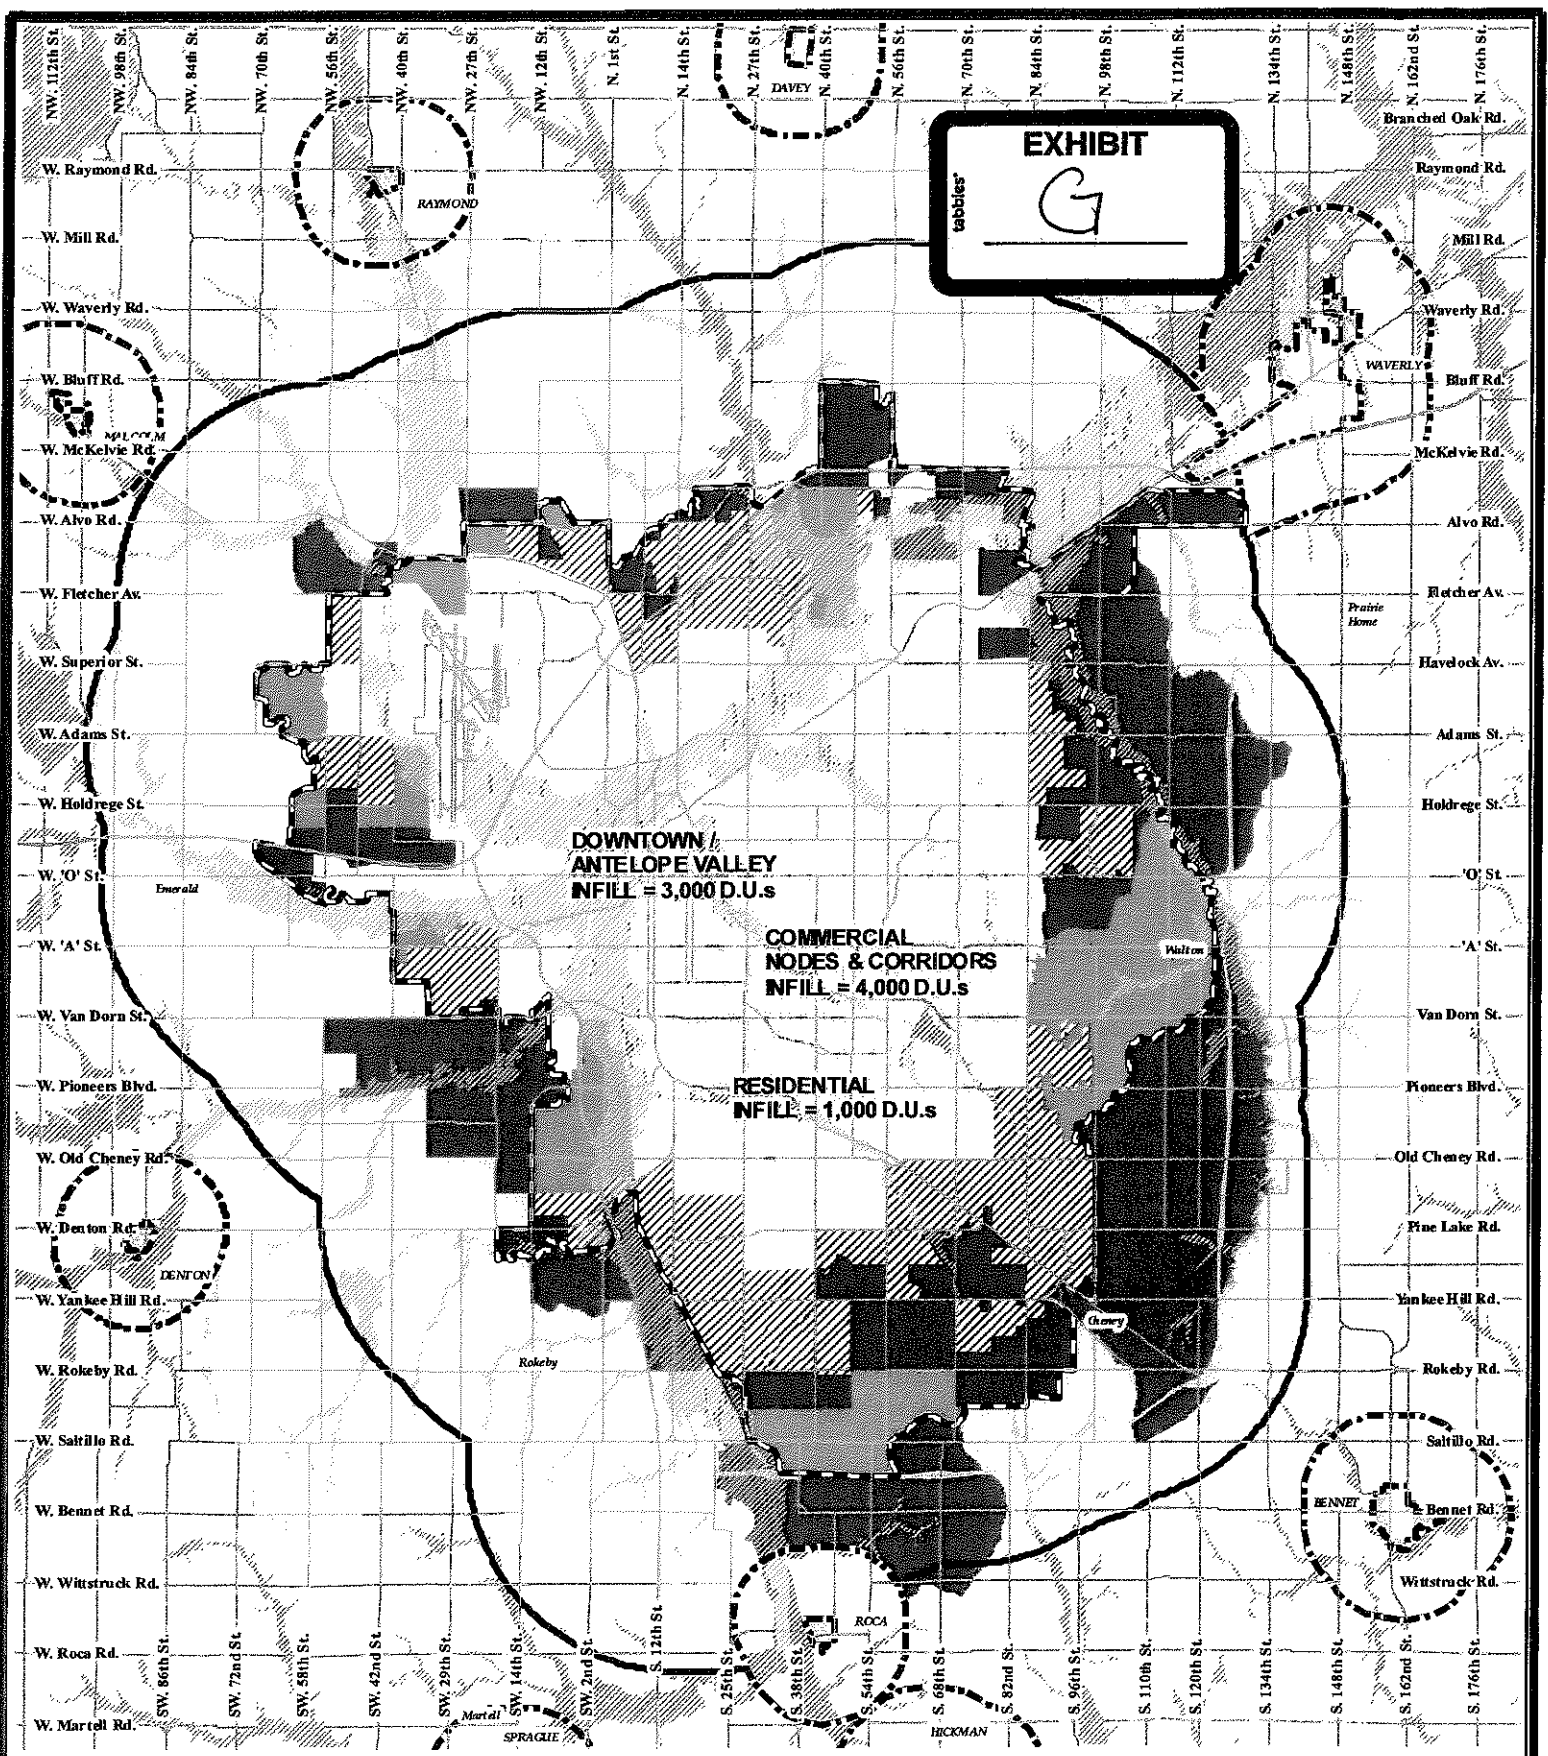 NW. 112th St.
NW. 98th St.
NW. 84th St.
NW. 70th St.
NW. 56th St.
NW. 40th St.
NW. 27th St.
NW. 12th St.
N. 1st St.
N. 14th St.
N. 27th St.
N. 40th St.
N. 56th St.
N. 70th St.
N. 84th St.
N. 98th St.
N. 112th St.
N. 134th St.
N. 148th St.
N. 162nd St.
N. 176th St.
DAVEY
EXHIBIT
G
tabbies®
Branched Oak Rd.
W. Raymond Rd.
Raymond Rd.
RAYMOND
W. Mill Rd.
Mill Rd.
W. Waverly Rd.
Waverly Rd.
WAVERLY
W. Bluff Rd.
Bluff Rd.
MALCOLM
W. McKelvie Rd.
McKelvie Rd.
W. Alvo Rd.
Alvo Rd.
W. Fletcher Av.
Fletcher Av.
Prairie
Home
W. Superior St.
Havelock Av.
W. Adams St.
Adams St.
W. Holdrege St.
Holdrege St.
DOWNTOWN /
ANTELOPE VALLEY
INFILL = 3,000 D.U.s
W. 'O' St.
'O' St.
Emerald
COMMERCIAL
NODES & CORRIDORS
INFILL = 4,000 D.U.s
W. 'A' St.
Walton
'A' St.
W. Van Dorn St.
Van Dorn St.
W. Pioneers Blvd.
Pioneers Blvd.
RESIDENTIAL
INFILL = 1,000 D.U.s
W. Old Cheney Rd.
Old Cheney Rd.
W. Denton Rd.
Pine Lake Rd.
DENTON
W. Yankee Hill Rd.
Yankee Hill Rd.
Cheney
Rokeby
W. Rokeby Rd.
Rokeby Rd.
W. Saltillo Rd.
Saltillo Rd.
BENNET
W. Bennet Rd.
Bennet Rd.
W. Wittstruck Rd.
Wittstruck Rd.
ROCA
W. Roca Rd.
SW. 86th St.
SW. 72nd St.
SW. 58th St.
SW. 42nd St.
SW. 29th St.
SW. 14th St.
SW. 2nd St.
S. 12th St.
S. 25th St.
S. 38th St.
S. 54th St.
S. 68th St.
S. 82nd St.
S. 96th St.
S. 110th St.
S. 120th St.
S. 134th St.
S. 148th St.
S. 162nd St.
S. 176th St.
W. Martell Rd.
Martell
SPRAGUE
HICKMAN